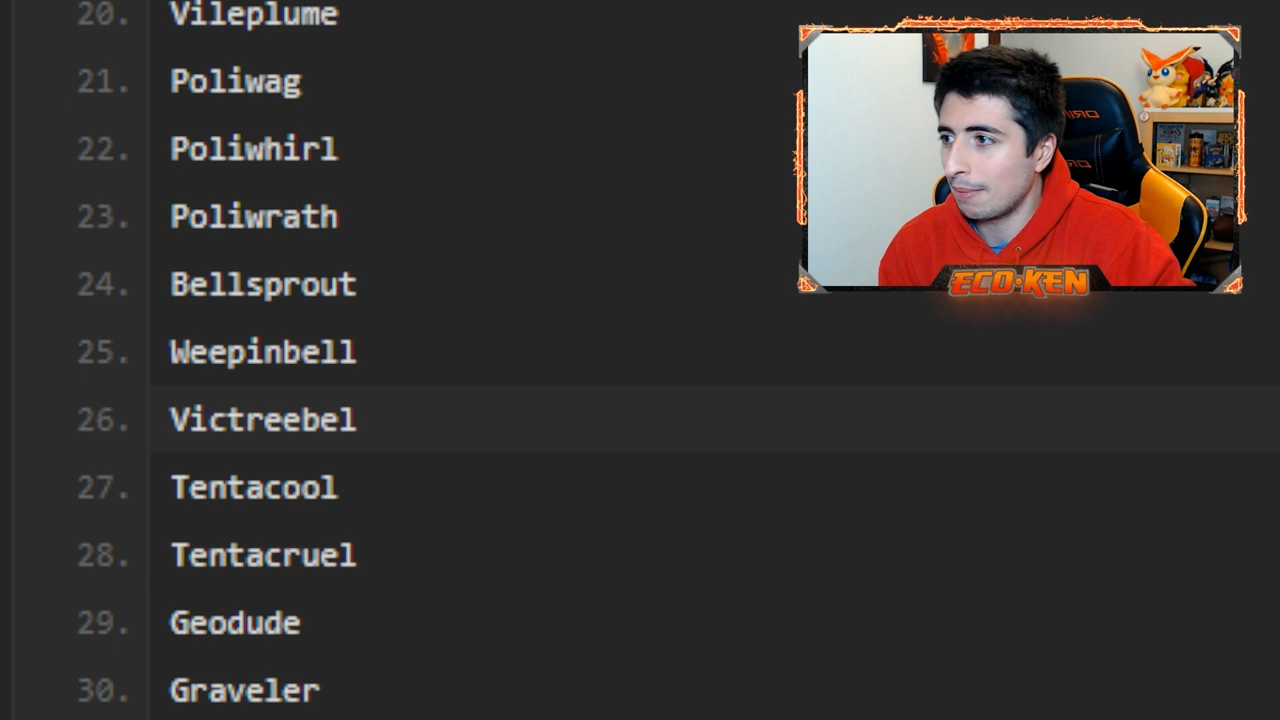 20. Vileplume
21. Poliwag
22. Poliwhirl
23. Poliwrath
24. Bellsprout
25. Weepinbell
26. Victreebel
27. Tentacool
28. Tentacruel
29. Geodude
30. Graveler
ECO·KEN